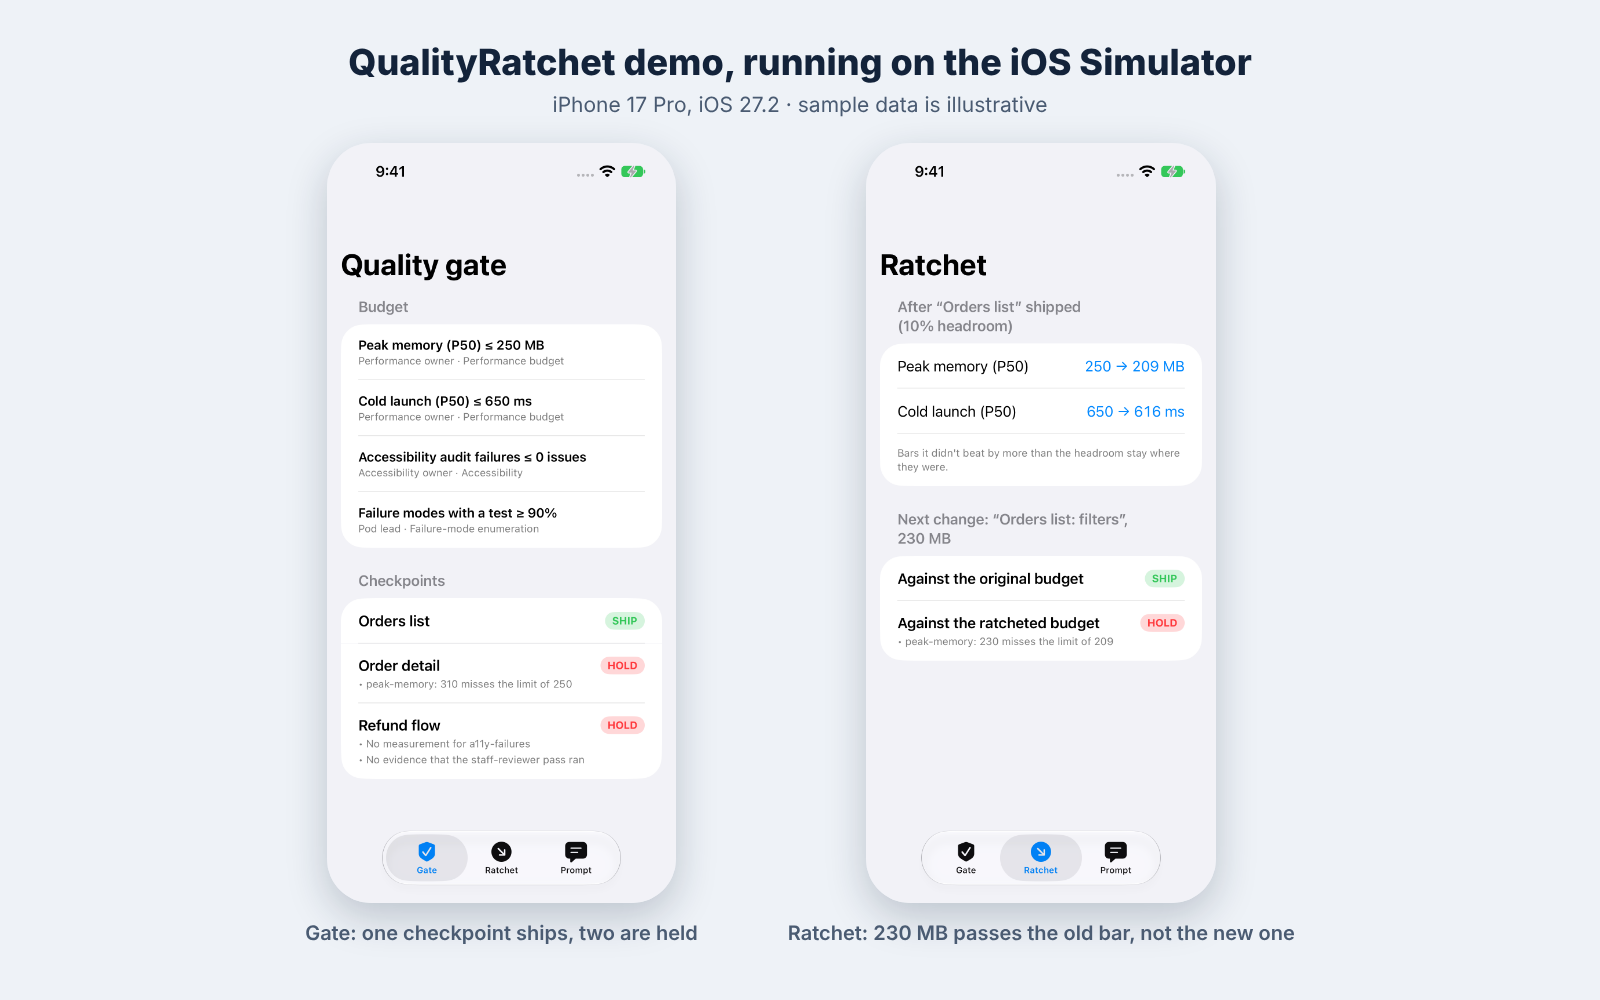 QualityRatchet demo, running on the iOS Simulator
iPhone 17 Pro, iOS 27.2 · sample data is illustrative
9:41
Quality gate
Budget
Peak memory (P50) ≤ 250 MB
Performance owner · Performance budget
Cold launch (P50) ≤ 650 ms
Performance owner · Performance budget
Accessibility audit failures ≤ 0 issues
Accessibility owner · Accessibility
Failure modes with a test ≥ 90%
Pod lead · Failure-mode enumeration
Checkpoints
Orders list SHIP
Order detail HOLD
• peak-memory: 310 misses the limit of 250
Refund flow HOLD
• No measurement for a11y-failures
• No evidence that the staff-reviewer pass ran
Gate Ratchet Prompt
Gate: one checkpoint ships, two are held
9:41
Ratchet
After “Orders list” shipped
(10% headroom)
Peak memory (P50) 250 → 209 MB
Cold launch (P50) 650 → 616 ms
Bars it didn't beat by more than the headroom stay where
they were.
Next change: “Orders list: filters”,
230 MB
Against the original budget SHIP
Against the ratcheted budget HOLD
• peak-memory: 230 misses the limit of 209
Gate Ratchet Prompt
Ratchet: 230 MB passes the old bar, not the new one